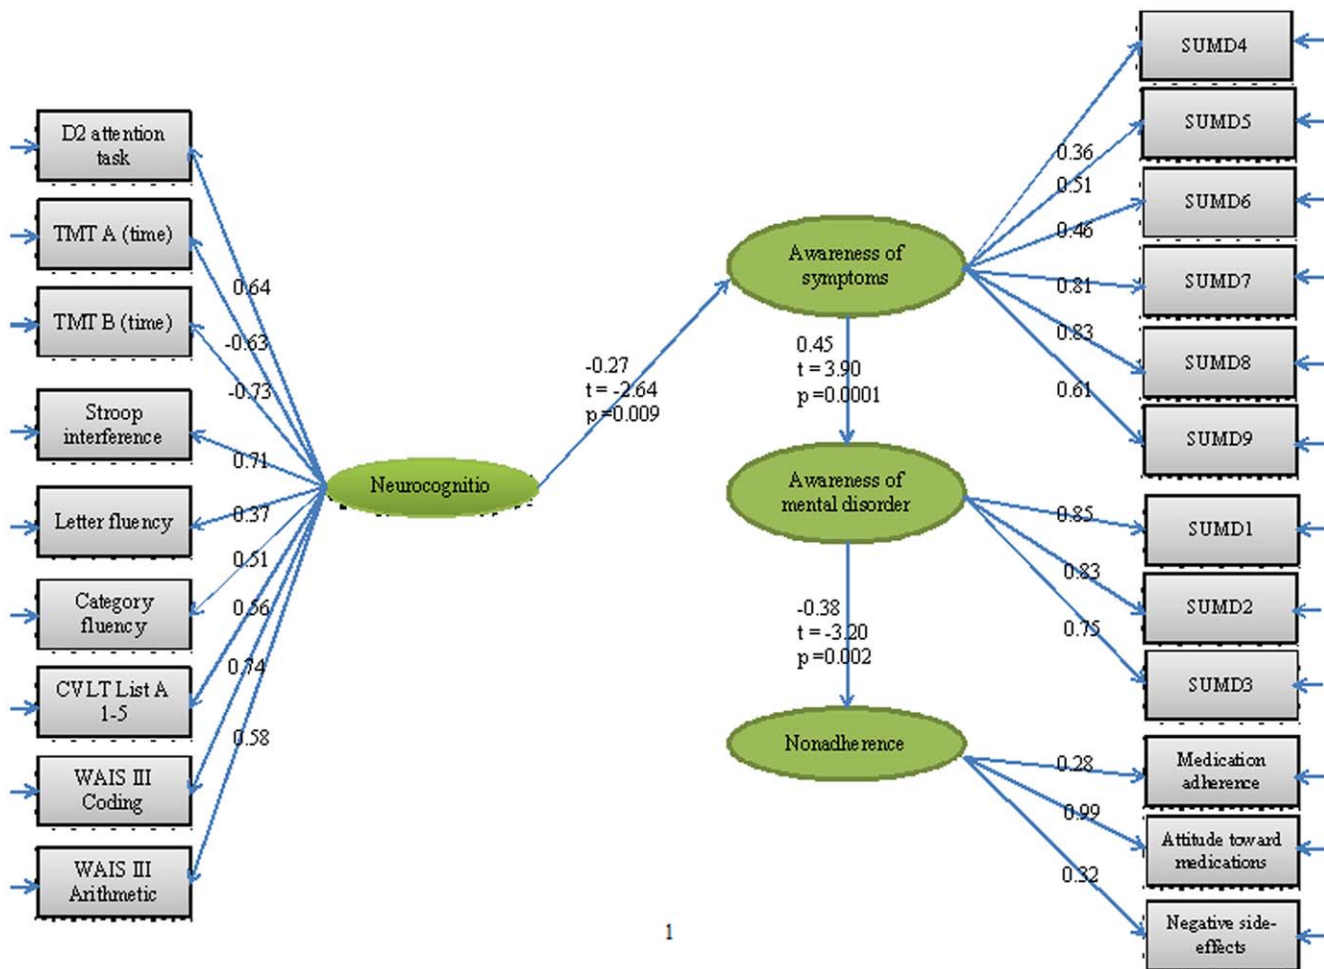 D2 attention
task
TMT A (time)
TMT B (time)
Stroop
interference
Letter fluency
Category
fluency
CVLT List A
1-5
WAIS III
Coding
WAIS III
Arithmetic
0.64
-0.63
-0.73
0.71
0.37
0.51
0.56
0.74
0.58
Neurocognitio
-0.27
t = -2.64
p=0.009
Awareness of
symptoms
0.45
t = 3.90
p=0.0001
Awareness of
mental disorder
-0.38
t = -3.20
p=0.002
Nonadherence
0.36
0.51
0.46
0.81
0.83
0.61
0.85
0.83
0.75
0.28
0.99
0.32
SUMD4
SUMD5
SUMD6
SUMD7
SUMD8
SUMD9
SUMD1
SUMD2
SUMD3
Medication
adherence
Attitude toward
medications
Negative side-
effects
1